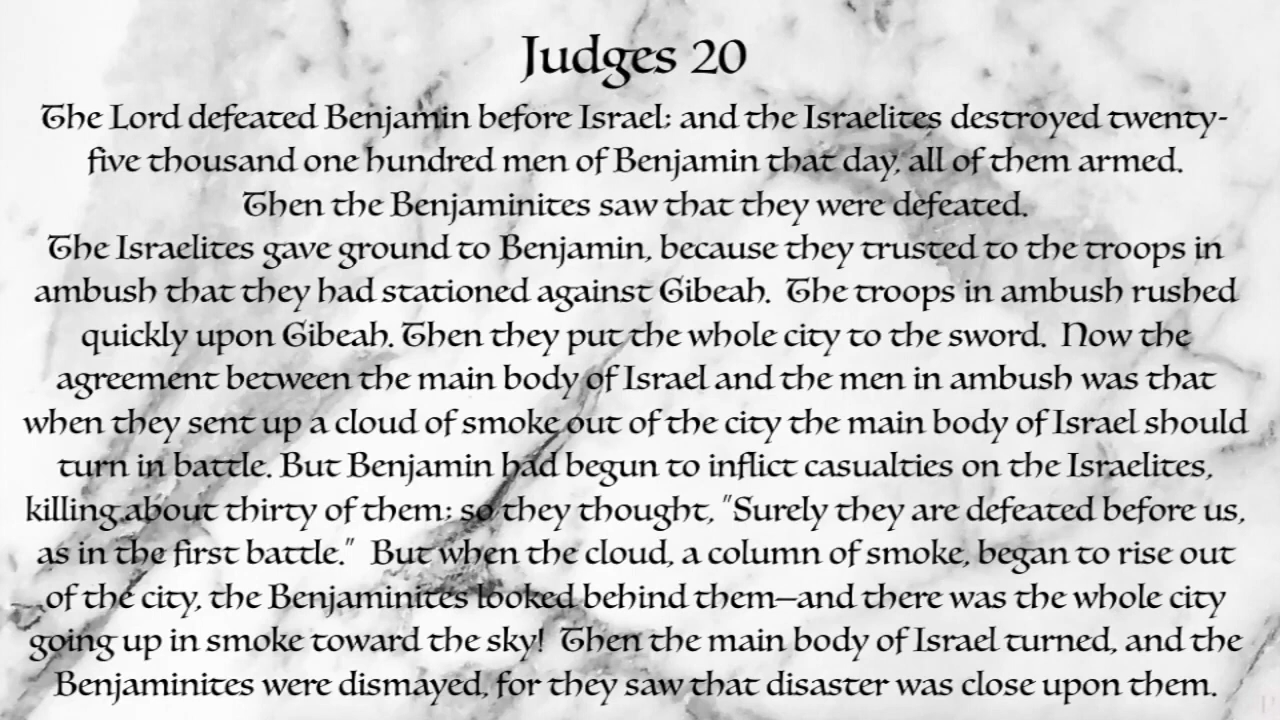 Judges 20
The Lord defeated Benjamin before Israel; and the Israelites destroyed twenty-
five thousand one hundred men of Benjamin that day, all of them armed.
Then the Benjaminites saw that they were defeated.
The Israelites gave ground to Benjamin, because they trusted to the troops in
ambush that they had stationed against Gibeah.  The troops in ambush rushed
quickly upon Gibeah. Then they put the whole city to the sword.  Now the
agreement between the main body of Israel and the men in ambush was that
when they sent up a cloud of smoke out of the city the main body of Israel should
turn in battle. But Benjamin had begun to inflict casualties on the Israelites,
killing about thirty of them; so they thought, "Surely they are defeated before us,
as in the first battle."  But when the cloud, a column of smoke, began to rise out
of the city, the Benjaminites looked behind them—and there was the whole city
going up in smoke toward the sky!  Then the main body of Israel turned, and the
Benjaminites were dismayed, for they saw that disaster was close upon them.